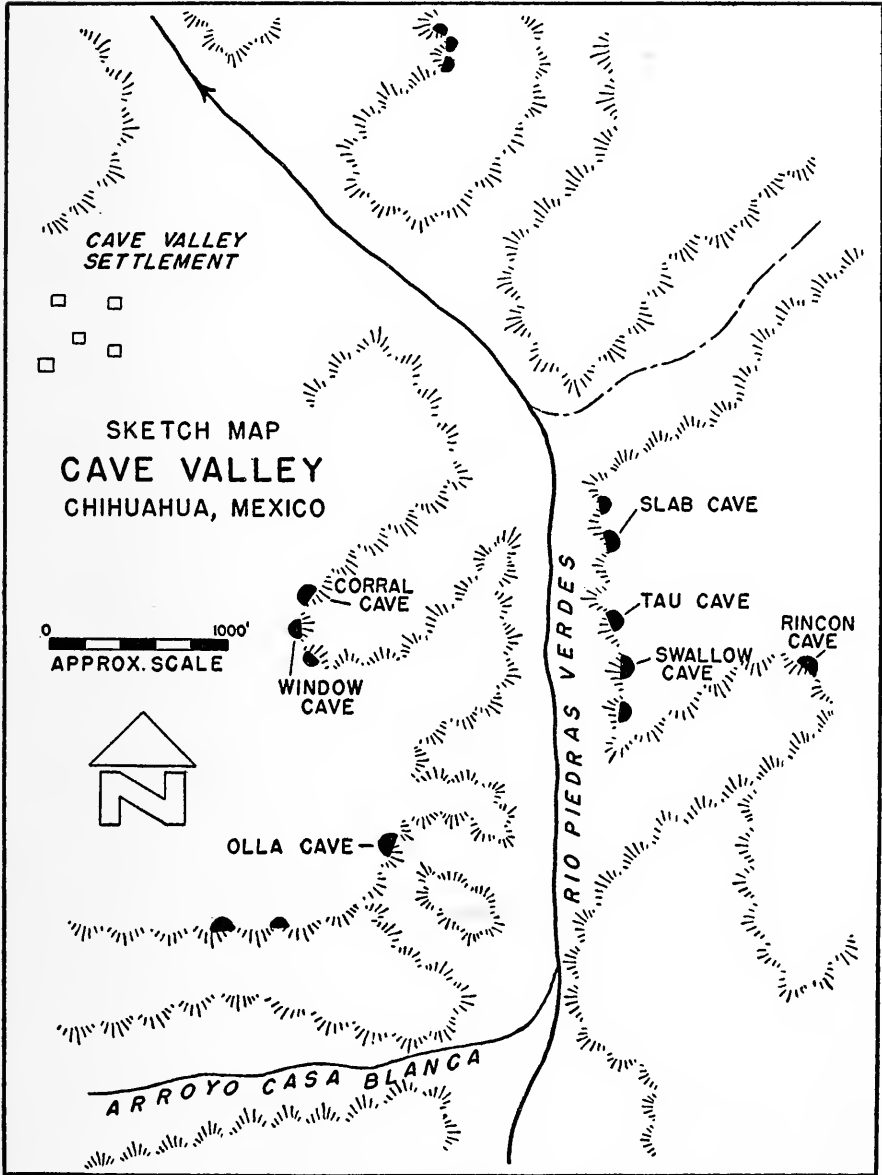 CAVE VALLEY
SETTLEMENT
SKETCH MAP
CAVE VALLEY
CHIHUAHUA, MEXICO
0 1000'
APPROX. SCALE
CORRAL
CAVE
WINDOW
CAVE
N
OLLA CAVE
SLAB CAVE
TAU CAVE
SWALLOW
CAVE
RINCON
CAVE
RIO PIEDRAS VERDES
ARROYO CASA BLANCA